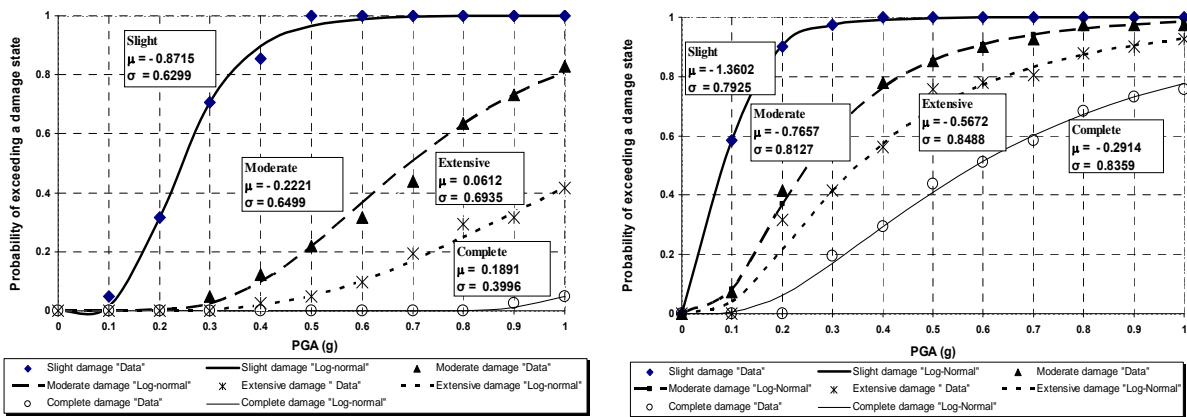 Probability of exceeding a damage state
1
0.8
0.6
0.4
0.2
0
Slight
μ = - 0.8715
σ = 0.6299
Moderate
μ = - 0.2221
σ = 0.6499
Extensive
μ = 0.0612
σ = 0.6935
Complete
μ = 0.1891
σ = 0.3996
0 0.1 0.2 0.3 0.4 0.5 0.6 0.7 0.8 0.9 1
PGA (g)
Slight damage "Data" Slight damage "Log-normal" Moderate damage "Data"
Moderate damage "Log-normal" Extensive damage " Data" Extensive damage "Log-normal"
Complete damage "Data" Complete damage "Log-normal"
Probability of exceeding a damage state
1
0.8
0.6
0.4
0.2
0
Slight
μ = - 1.3602
σ = 0.7925
Moderate
μ = - 0.7657
σ = 0.8127
Extensive
μ = - 0.5672
σ = 0.8488
Complete
μ = - 0.2914
σ = 0.8359
0 0.1 0.2 0.3 0.4 0.5 0.6 0.7 0.8 0.9 1
PGA (g)
Slight damage "Data" Slight damage "Log-Normal" Moderate damage "Data"
Moderate damage "Log-Normal" Extensive damage " Data" Extensive damage "Log-Normal"
Complete damage "Data" Complete damage "Log-Normal"